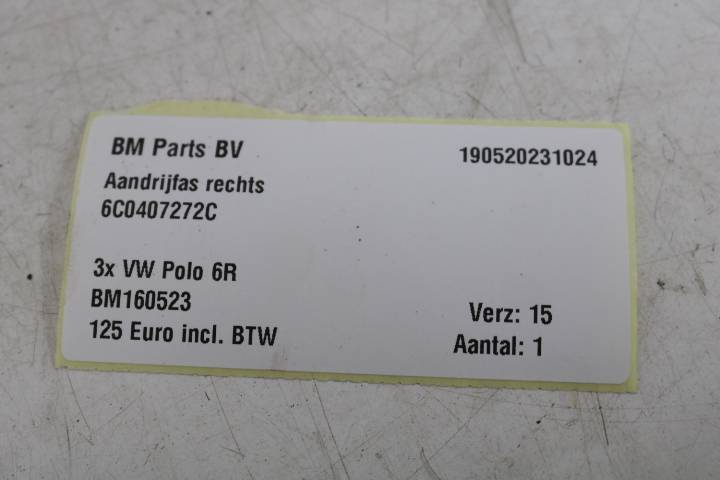 BM Parts BV 190520231024
Aandrijfas rechts
6C0407272C
3x VW Polo 6R
BM160523 Verz: 15
125 Euro incl. BTW Aantal: 1